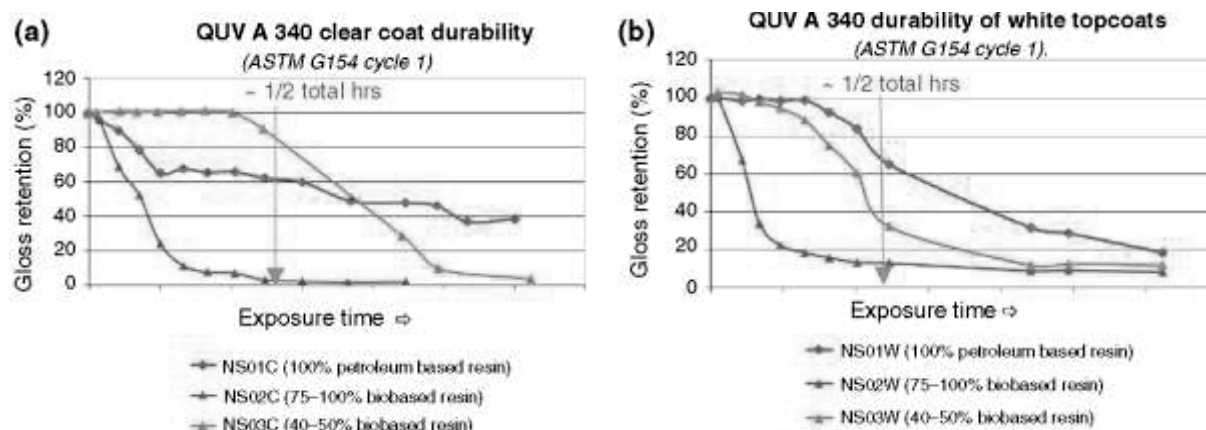 (a)
QUV A 340 clear coat durability
(ASTM G154 cycle 1)
~ 1/2 total hrs
Gloss retention (%)
120
100
80
60
40
20
0
Exposure time ⇨
NS01C (100% petroleum based resin)
NS02C (75–100% biobased resin)
NS03C (40–50% biobased resin)
(b)
QUV A 340 durability of white topcoats
(ASTM G154 cycle 1).
~ 1/2 total hrs
Gloss retention (%)
120
100
80
60
40
20
0
Exposure time ⇨
NS01W (100% petroleum based resin)
NS02W (75–100% biobased resin)
NS03W (40–50% biobased resin)